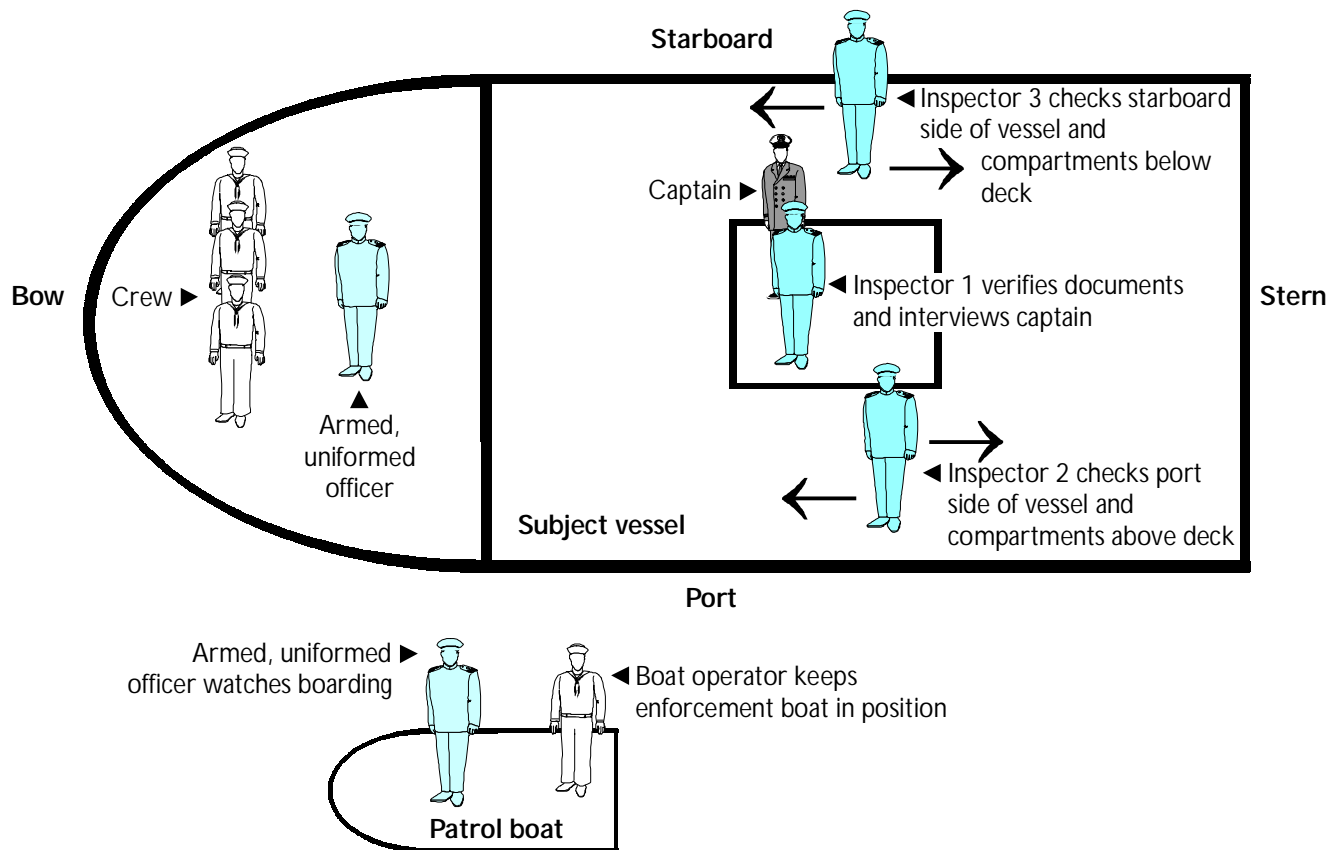 Starboard
◄ Inspector 3 checks starboard
side of vessel and
compartments below
deck
Captain ►
Bow
Crew ►
◄ Inspector 1 verifies documents
and interviews captain
Stern
▲
Armed,
uniformed
officer
◄ Inspector 2 checks port
side of vessel and
compartments above deck
Subject vessel
Port
Armed, uniformed ►
officer watches boarding
◄ Boat operator keeps
enforcement boat in position
Patrol boat